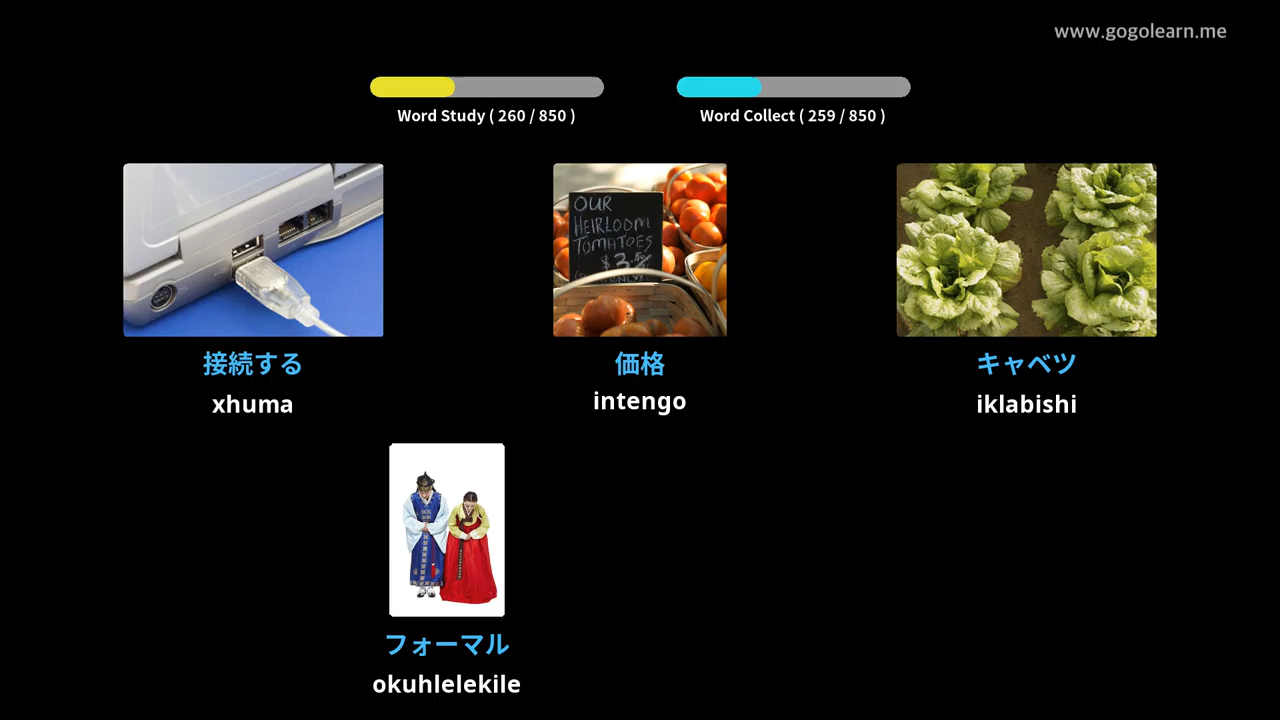 www.gogolearn.me
Word Study ( 260 / 850 )
Word Collect ( 259 / 850 )
OUR
HEIRLOOM
TOMATOES
接続する
xhuma
価格
intengo
キャベツ
iklabishi
フォーマル
okuhlelekile